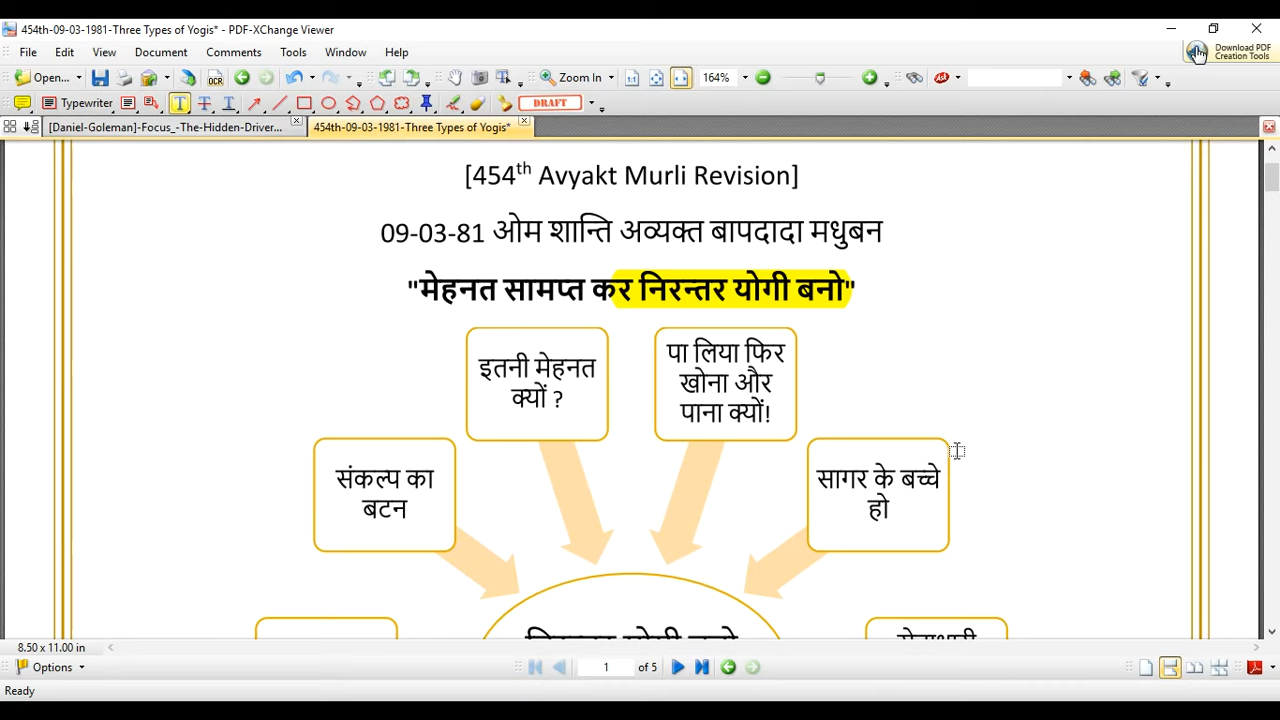 454th-09-03-1981-Three Types of Yogis* - PDF-XChange Viewer
File Edit View Document Comments Tools Window Help
Download PDF
Creation Tools
Open... OCR Zoom In 164%
Typewriter T T T DRAFT
[Daniel-Goleman]-Focus_-The-Hidden-Driver... 454th-09-03-1981-Three Types of Yogis*
[454th Avyakt Murli Revision]
09-03-81 ओम शान्ति अव्यक्त बापदादा मधुबन
"मेहनत सामप्त कर निरन्तर योगी बनो"
इतनी मेहनत
क्यों ?
पा लिया फिर
खोना और
पाना क्यों!
संकल्प का
बटन
सागर के बच्चे
हो
निरन्तर योगी बनो
8.50 x 11.00 in
Options 1 of 5
Ready